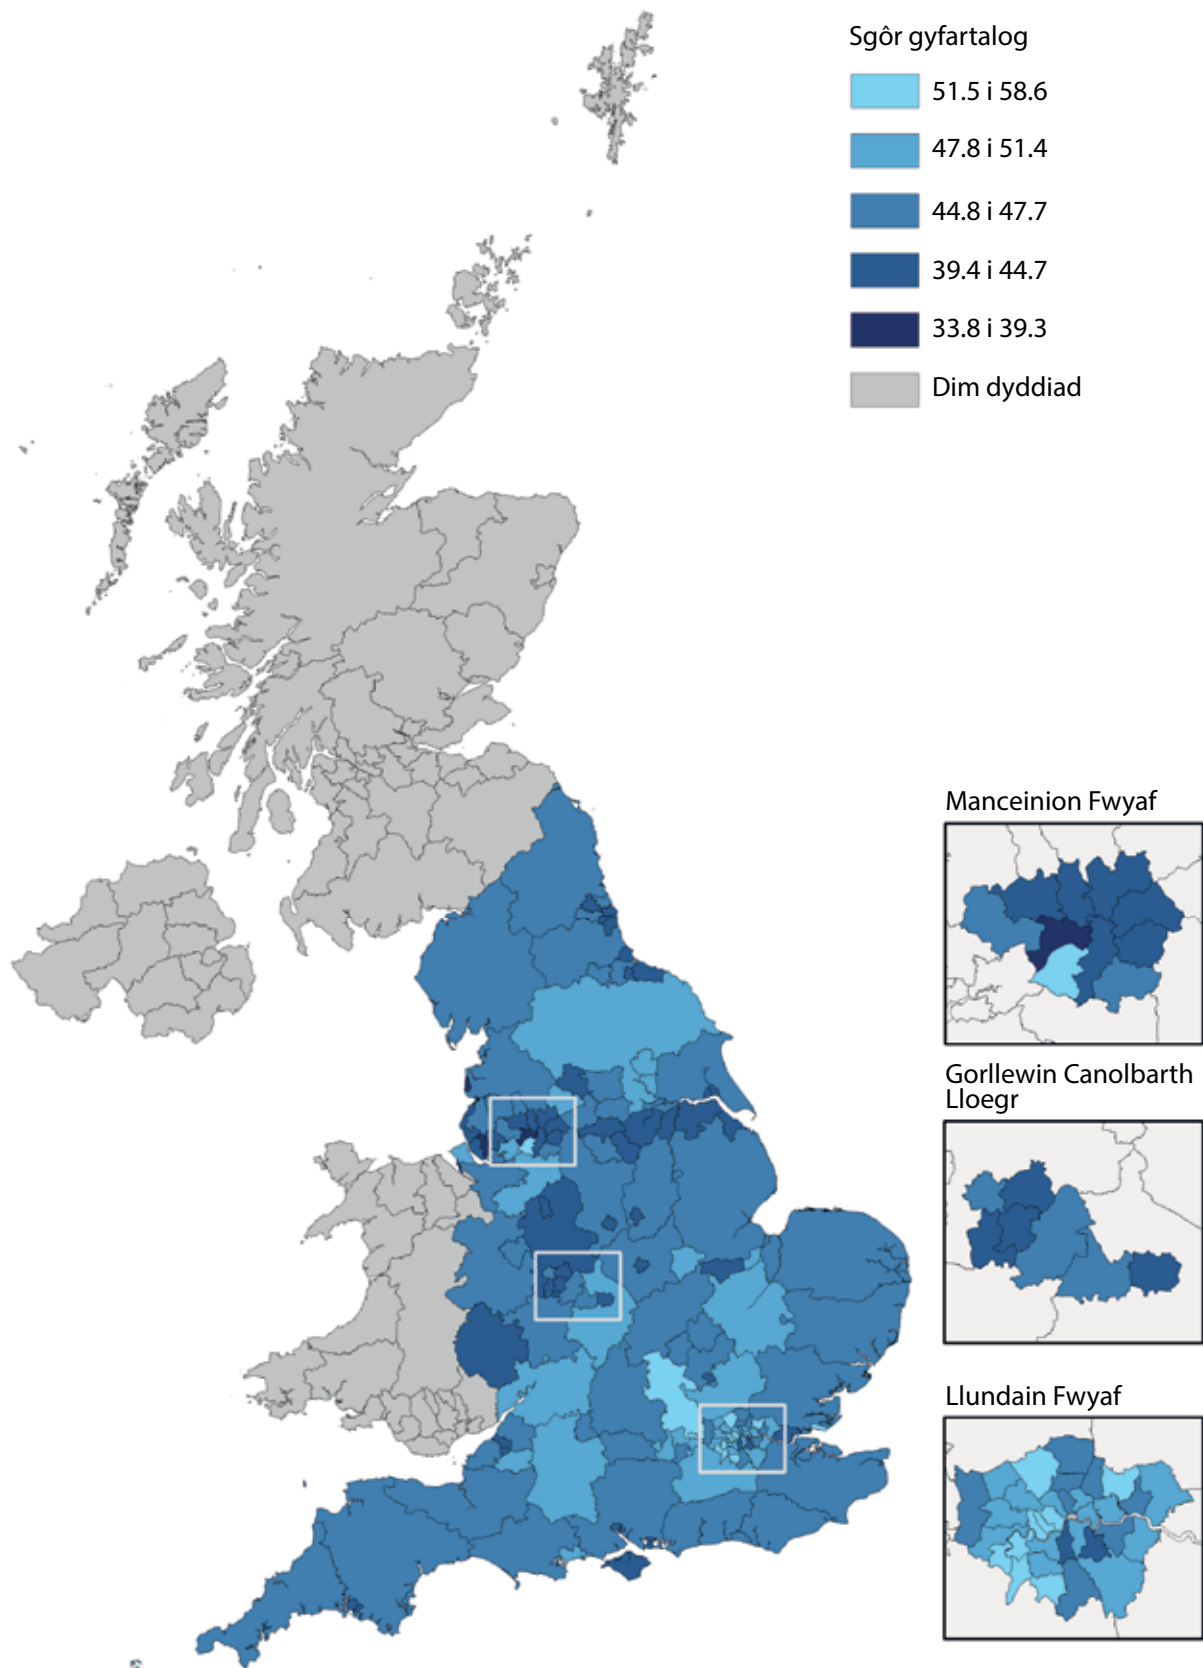 Sgôr gyfartalog
51.5 i 58.6
47.8 i 51.4
44.8 i 47.7
39.4 i 44.7
33.8 i 39.3
Dim dyddiad
Manceinion Fwyaf
Gorllewin Canolbarth
Lloegr
Llundain Fwyaf